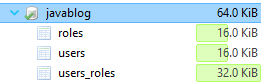 javablog 64.0 KiB
roles 16.0 KiB
users 16.0 KiB
users_roles 32.0 KiB